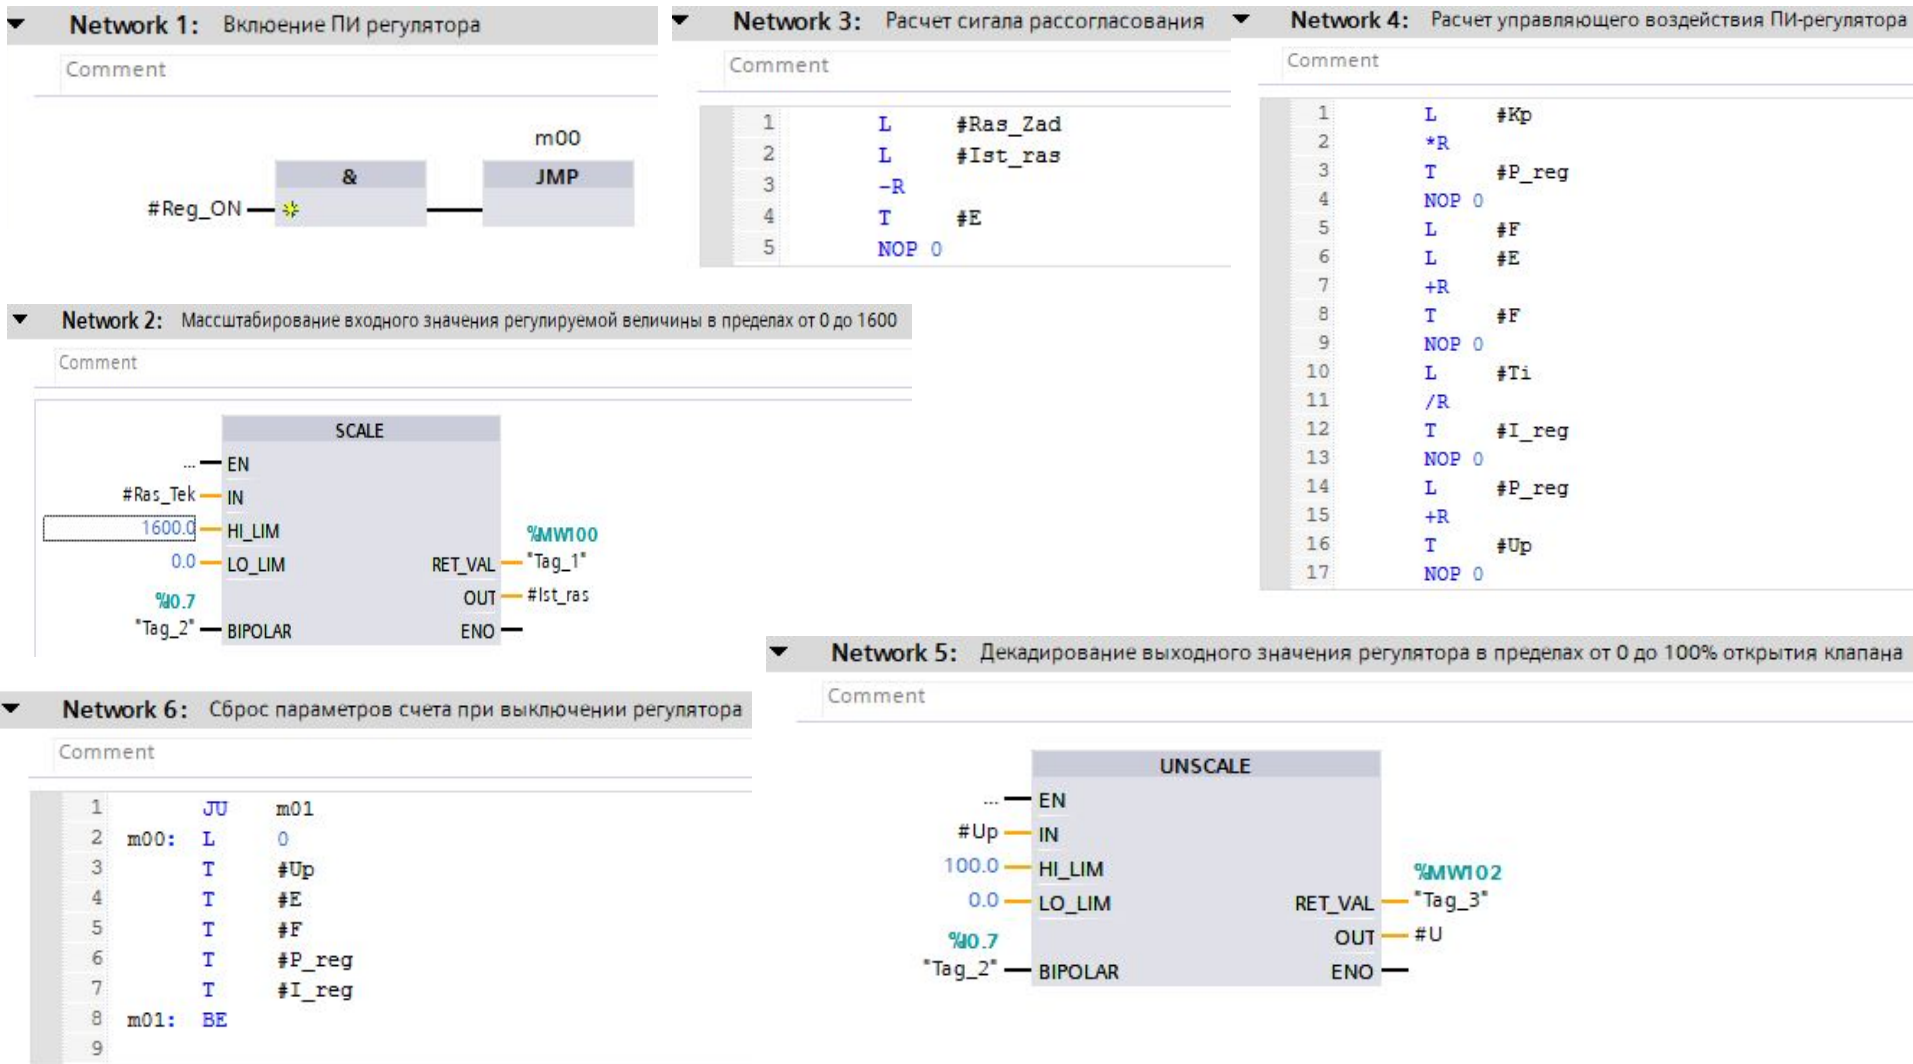 Network 1: Вклюение ПИ регулятора
Comment
m00
&
JMP
#Reg_ON
Network 3: Расчет сигала рассогласования
Comment
1 L #Ras_Zad
2 L #Ist_ras
3 -R
4 T #E
5 NOP 0
Network 4: Расчет управляющего воздействия ПИ-регулятора
Comment
1 L #Kp
2 *R
3 T #P_reg
4 NOP 0
5 L #F
6 L #E
7 +R
8 T #F
9 NOP 0
10 L #Ti
11 /R
12 T #I_reg
13 NOP 0
14 L #P_reg
15 +R
16 T #Up
17 NOP 0
Network 2: Массштабирование входного значения регулируемой величины в пределах от 0 до 1600
Comment
SCALE
... EN
#Ras_Tek IN
1600.0 HI_LIM
%MW100
0.0 LO_LIM RET_VAL "Tag_1"
%I0.7
OUT #Ist_ras
"Tag_2" BIPOLAR ENO
Network 5: Декадирование выходного значения регулятора в пределах от 0 до 100% открытия клапана
Comment
UNSCALE
... EN
#Up IN
100.0 HI_LIM
%MW102
0.0 LO_LIM RET_VAL "Tag_3"
%I0.7
OUT #U
"Tag_2" BIPOLAR ENO
Network 6: Сброс параметров счета при выключении регулятора
Comment
1 JU m01
2 m00: L 0
3 T #Up
4 T #E
5 T #F
6 T #P_reg
7 T #I_reg
8 m01: BE
9